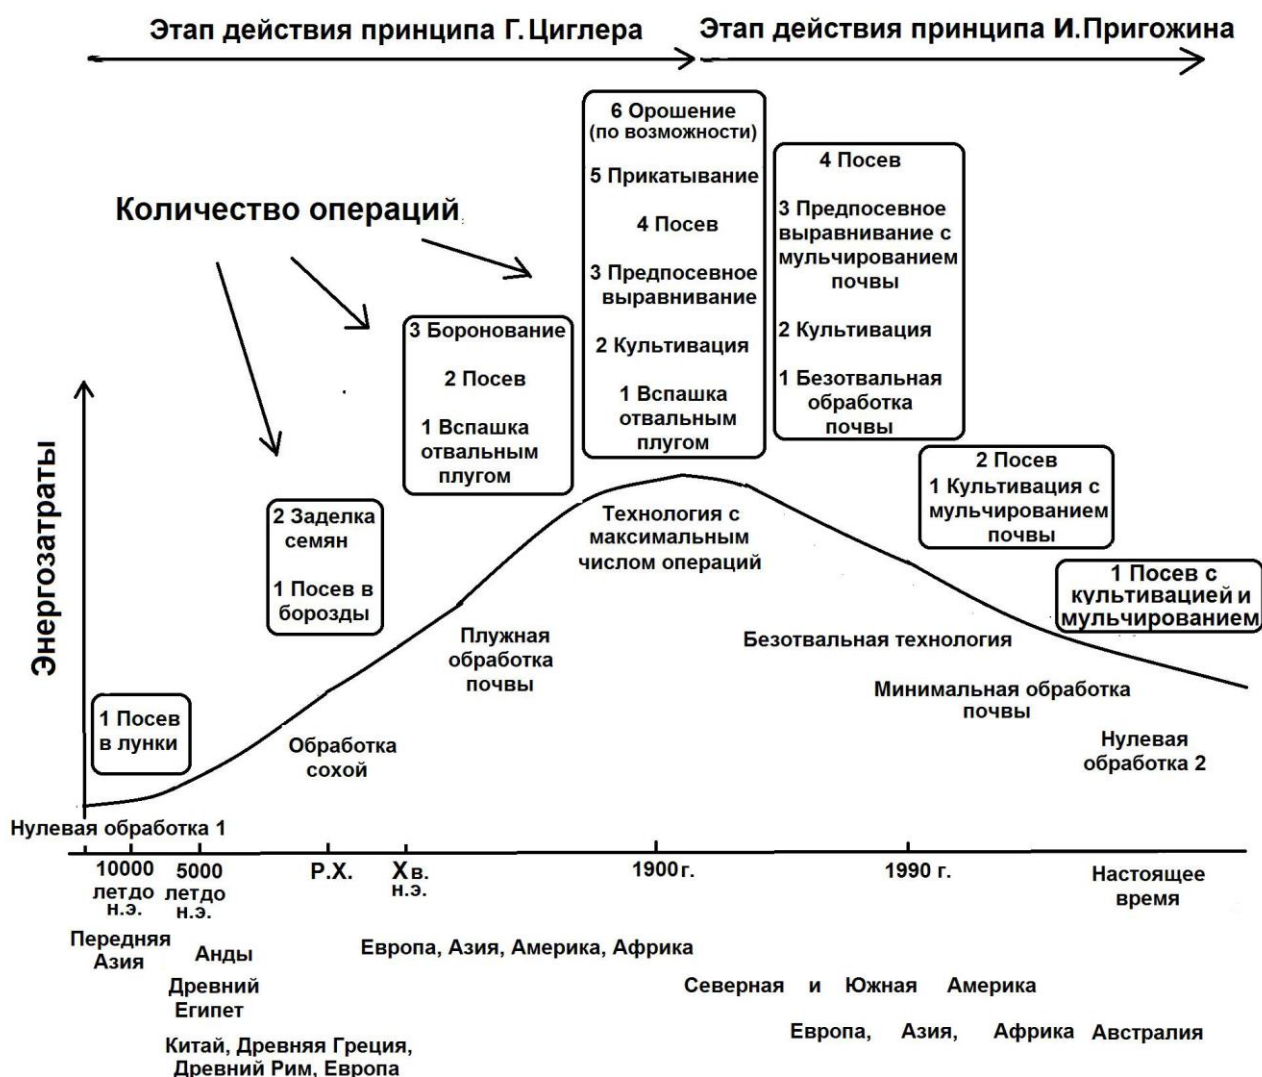 Этап действия принципа Г.Циглера
Этап действия принципа И.Пригожина
Количество операций
6 Орошение
(по возможности)
5 Прикатывание
4 Посев
3 Предпосевное
выравнивание
2 Культивация
1 Вспашка
отвальным
плугом
4 Посев
3 Предпосевное
выравнивание с
мульчированием
почвы
2 Культивация
1 Безотвальная
обработка
почвы
3 Боронование
2 Посев
1 Вспашка
отвальным
плугом
2 Посев
1 Культивация с
мульчированием
почвы
2 Заделка
семян
1 Посев в
борозды
1 Посев с
культивацией и
мульчированием
1 Посев
в лунки
Энергозатраты
Технология с
максимальным
числом операций
Плужная
обработка
почвы
Безотвальная технология
Минимальная обработка
почвы
Обработка
сохой
Нулевая
обработка 2
Нулевая обработка 1
10000
летдо
н.э.
5000
летдо
н.э.
Р.Х.
X в.
н.э.
1900 г.
1990 г.
Настоящее
время
Передняя
Азия
Анды
Древний
Египет
Китай, Древняя Греция,
Древний Рим, Европа
Европа, Азия, Америка, Африка
Северная и Южная Америка
Европа, Азия, Африка Австралия